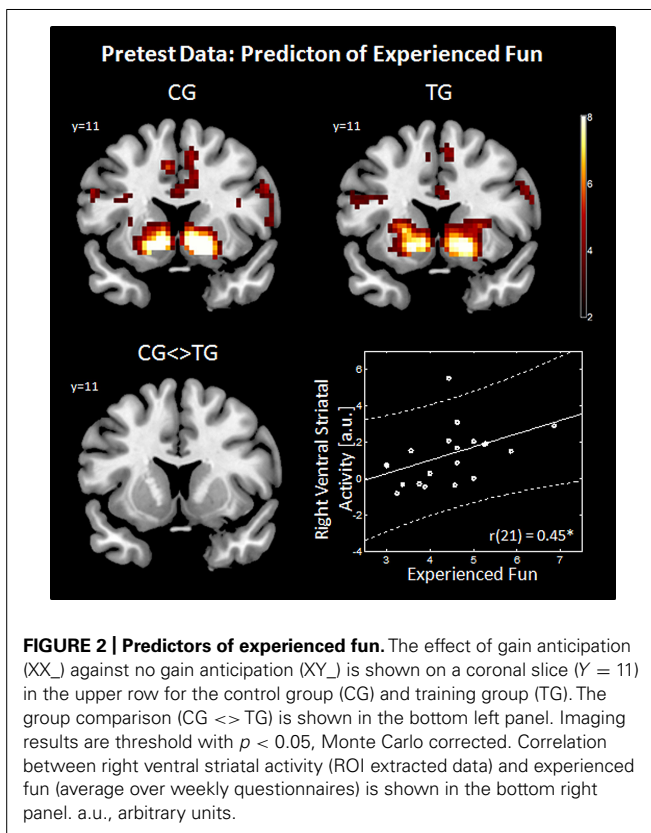 Pretest Data: Predicton of Experienced Fun
CG
TG
y=11
y=11
8
6
4
2
CG<>TG
y=11
Right Ventral Striatal
Activity [a.u.]
6
4
2
0
-2
-4
r(21) = 0.45*
3 4 5 6 7
Experienced Fun
FIGURE 2 | Predictors of experienced fun. The effect of gain anticipation
(XX_) against no gain anticipation (XY_) is shown on a coronal slice (Y = 11)
in the upper row for the control group (CG) and training group (TG). The
group comparison (CG <> TG) is shown in the bottom left panel. Imaging
results are threshold with p < 0.05, Monte Carlo corrected. Correlation
between right ventral striatal activity (ROI extracted data) and experienced
fun (average over weekly questionnaires) is shown in the bottom right
panel. a.u., arbitrary units.